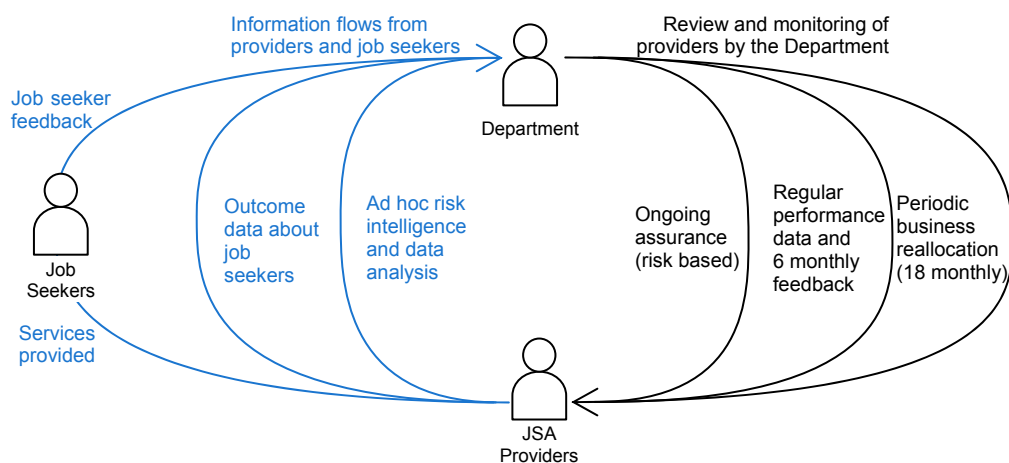 Information flows from
providers and job seekers
Review and monitoring of
providers by the Department
Job seeker
feedback
Department
Outcome
data about
job
seekers
Ad hoc risk
intelligence
and data
analysis
Ongoing
assurance
(risk based)
Regular
performance
data and
6 monthly
feedback
Periodic
business
reallocation
(18 monthly)
Job
Seekers
Services
provided
JSA
Providers